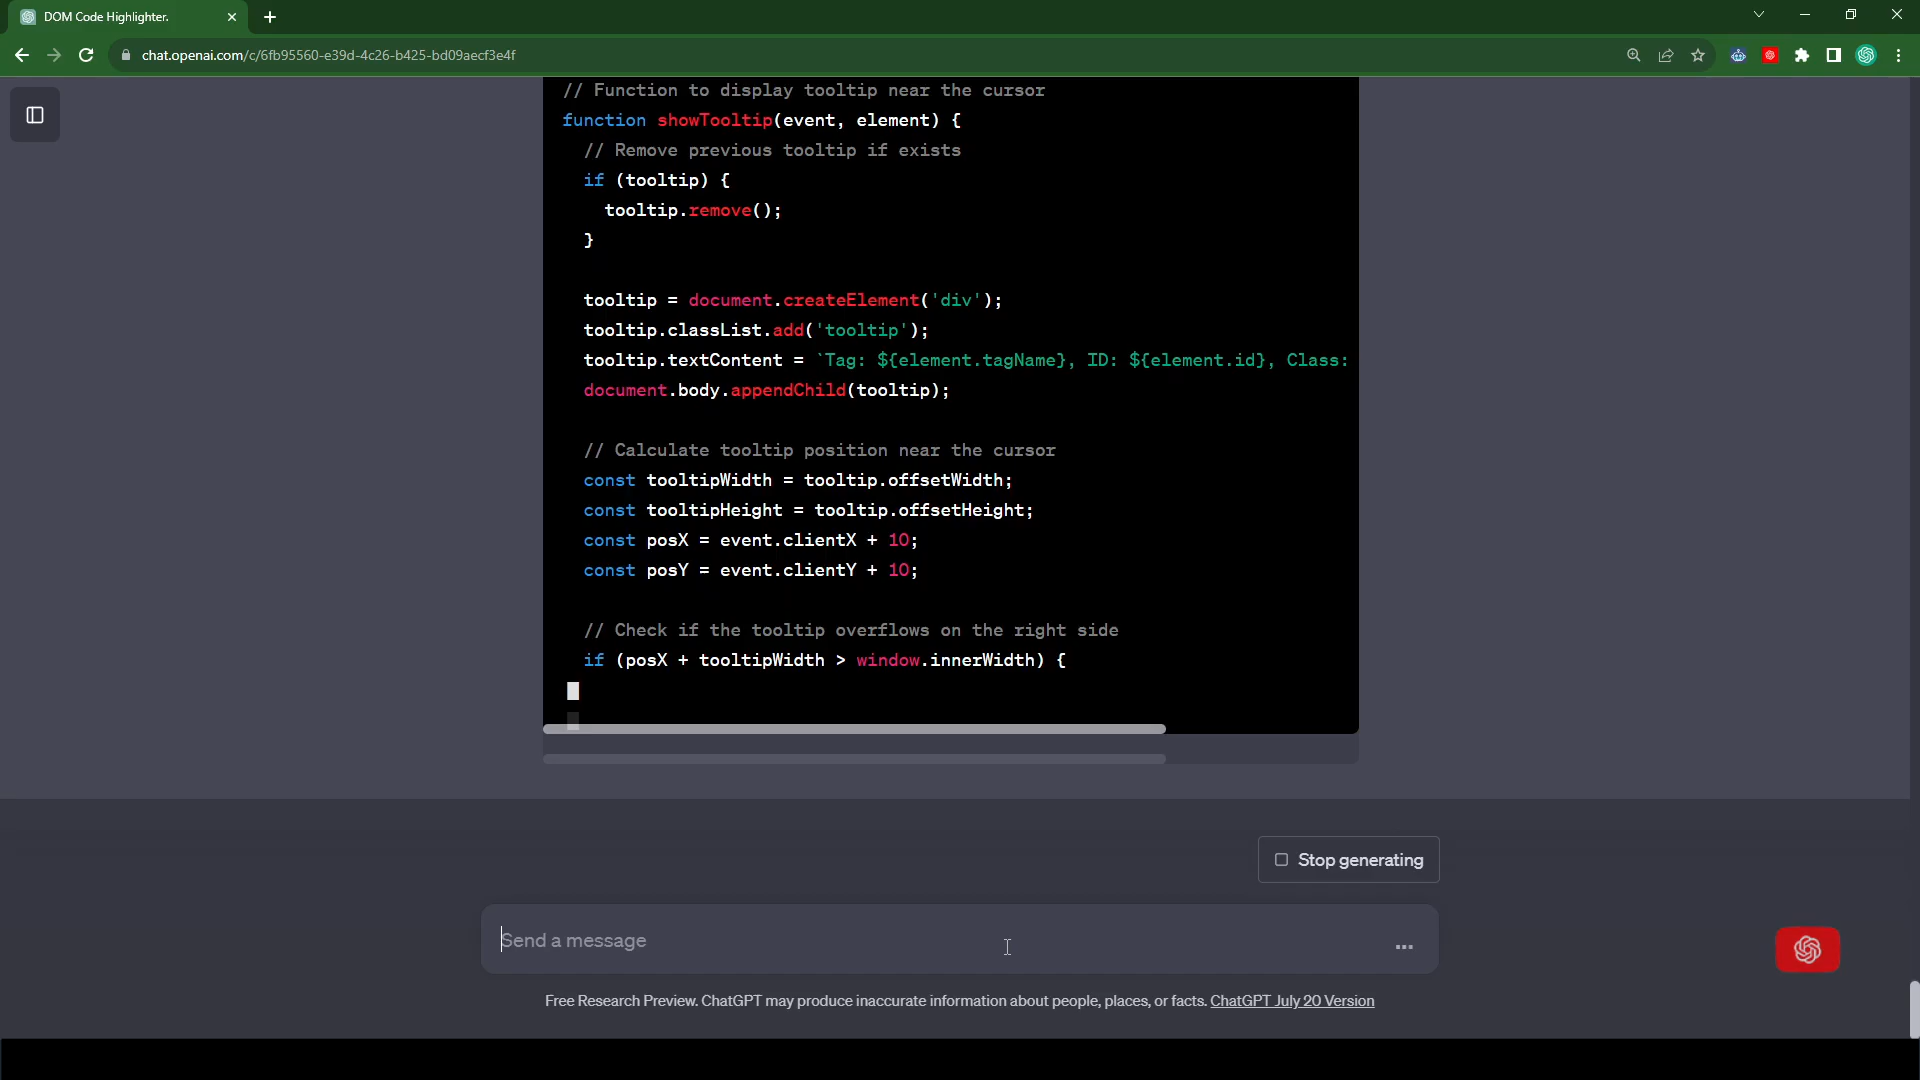 DOM Code Highlighter.
chat.openai.com/c/6fb95560-e39d-4c26-b425-bd09aecf3e4f
// Function to display tooltip near the cursor
function showTooltip(event, element) {
// Remove previous tooltip if exists
if (tooltip) {
tooltip.remove();
}
tooltip = document.createElement('div');
tooltip.classList.add('tooltip');
tooltip.textContent = `Tag: ${element.tagName}, ID: ${element.id}, Class:
document.body.appendChild(tooltip);
// Calculate tooltip position near the cursor
const tooltipWidth = tooltip.offsetWidth;
const tooltipHeight = tooltip.offsetHeight;
const posX = event.clientX + 10;
const posY = event.clientY + 10;
// Check if the tooltip overflows on the right side
if (posX + tooltipWidth > window.innerWidth) {
Stop generating
Send a message
Free Research Preview. ChatGPT may produce inaccurate information about people, places, or facts. ChatGPT July 20 Version